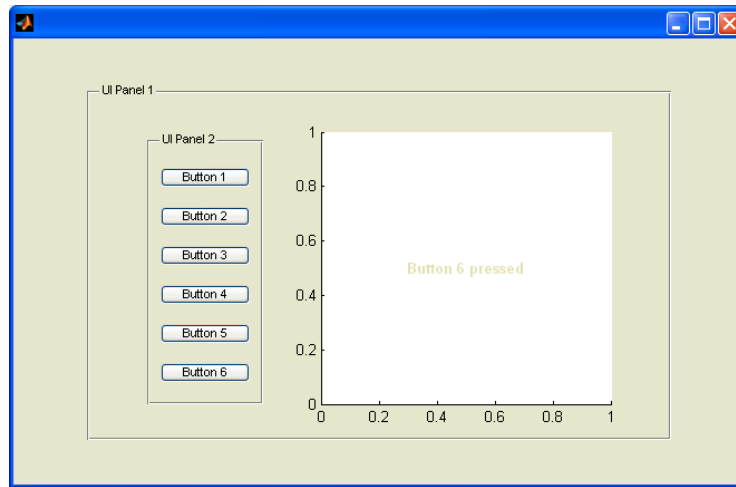 UI Panel 1
UI Panel 2
Button 1
Button 2
Button 3
Button 4
Button 5
Button 6
1
0.8
0.6
0.4
0.2
0
Button 6 pressed
0 0.2 0.4 0.6 0.8 1